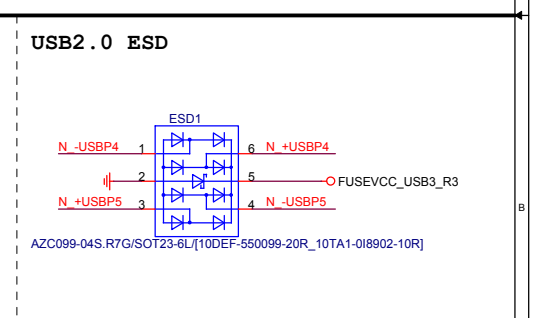 USB2.0 ESD
ESD1
N_-USBP4 1 6 N_+USBP4
2 5 FUSEVCC_USB3_R3
N_+USBP5 3 4 N_-USBP5
B
AZC099-04S.R7G/SOT23-6L/[10DEF-550099-20R_10TA1-0I8902-10R]